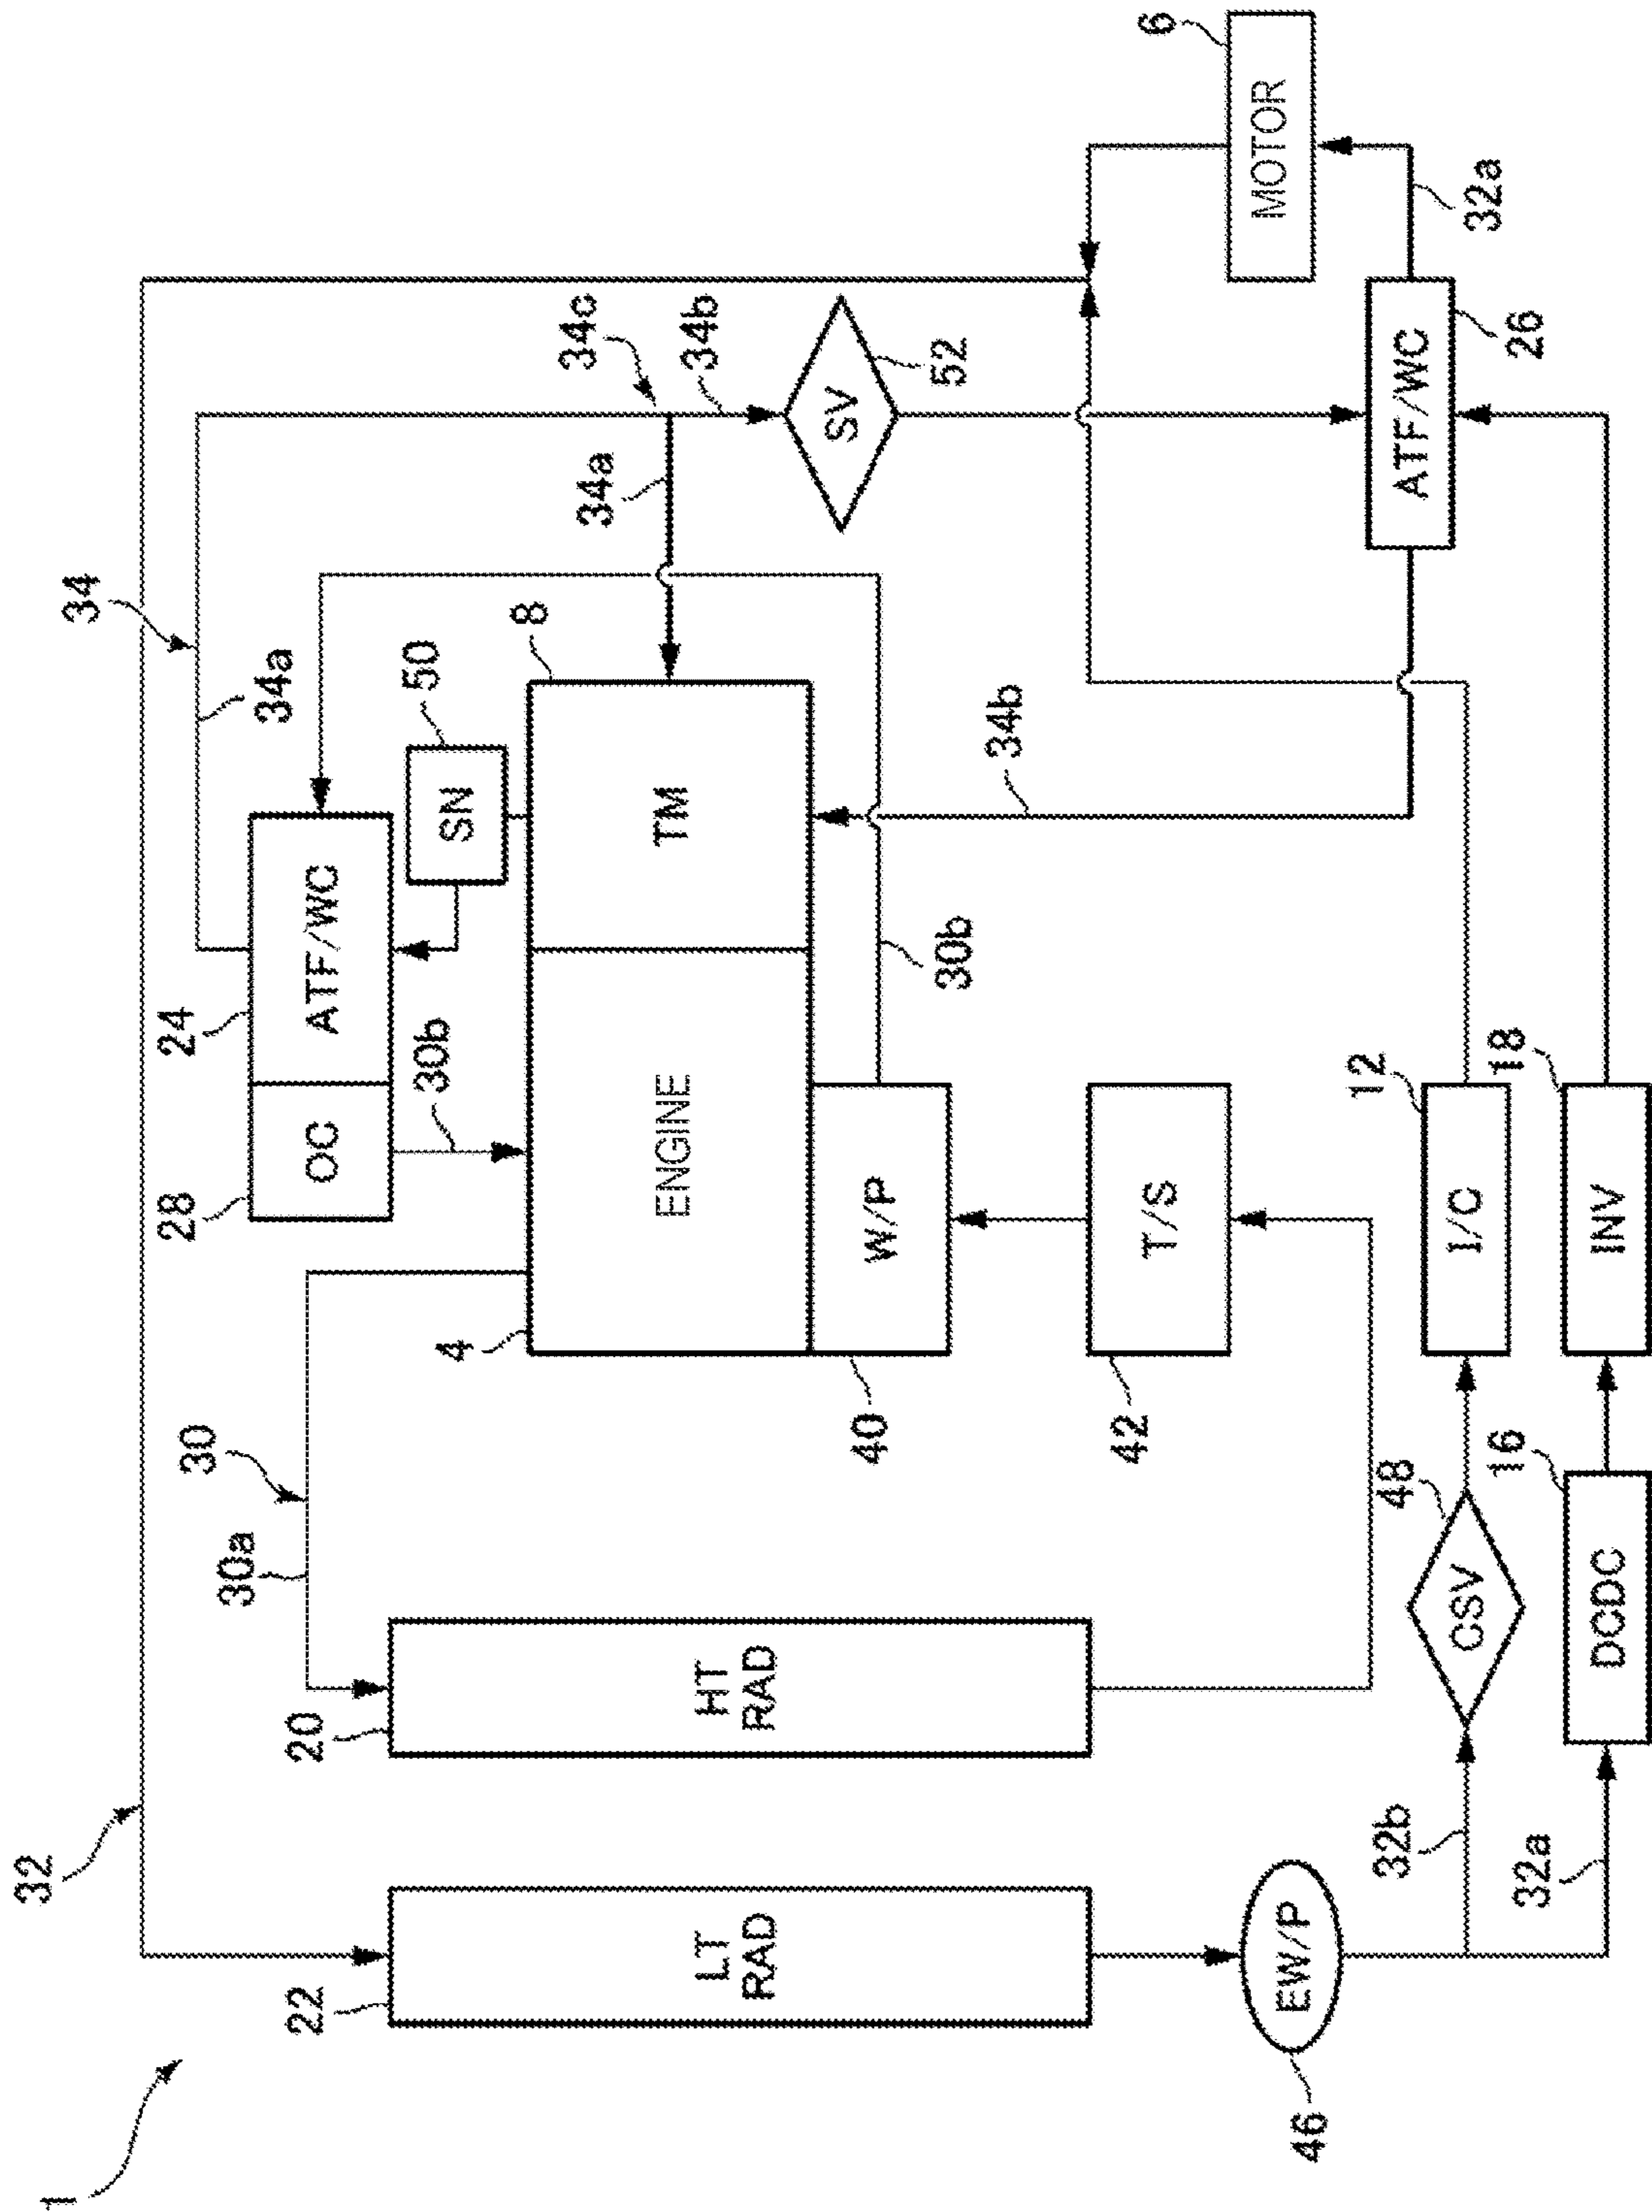 1
32
22
LT
RAD
EW/P
46
20
HT
RAD
30
30a
32b
32a
CSV
48
DCDC
16
4
ENGINE
W/P
40
T/S
42
I/C
12
INV
18
28
OC
24
ATF/WC
30b
30b
SN
50
TM
8
34
34a
34a
34b
34c
34b
SV
52
ATF/WC
26
32a
MOTOR
6